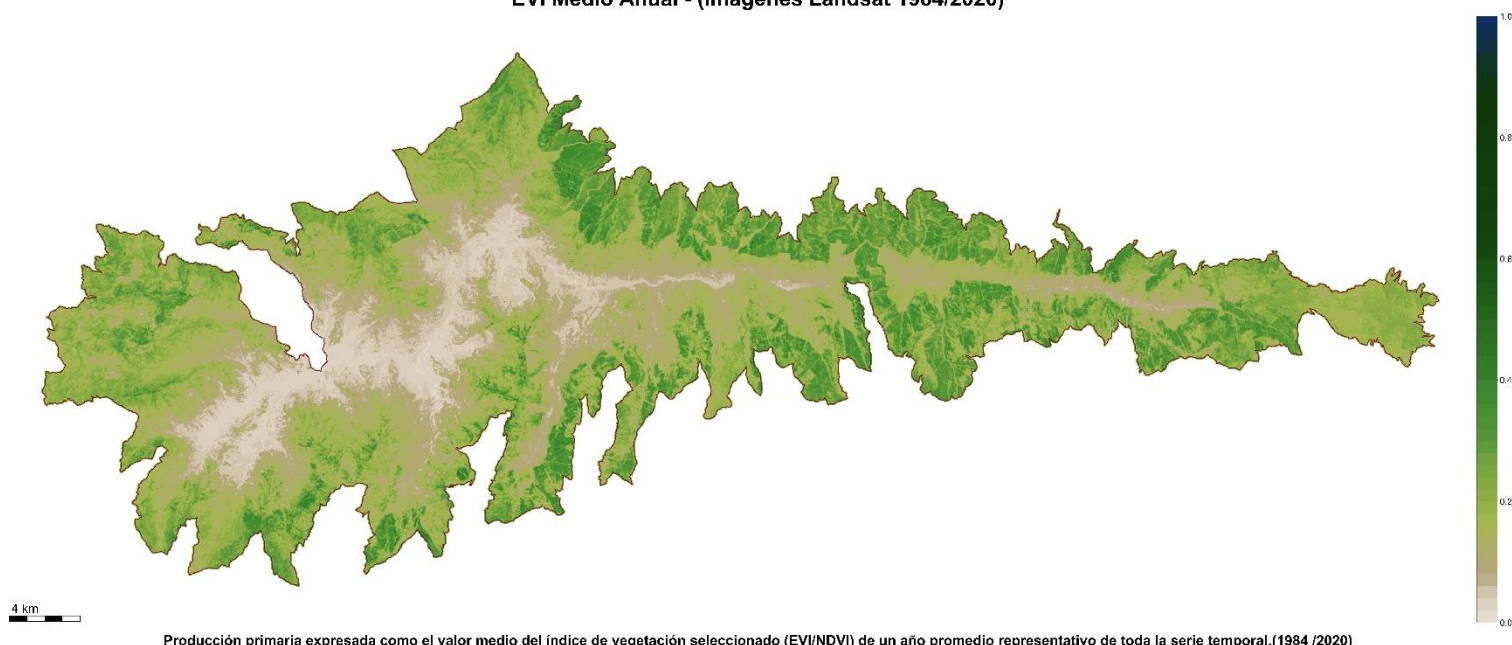 EVI Medio Anual - (Imágenes Landsat 1984/2020)
1.0
0.8
0.6
0.4
0.2
0.0
4 km
Producción primaria expresada como el valor medio del índice de vegetación seleccionado (EVI/NDVI) de un año promedio representativo de toda la serie temporal.(1984 /2020)